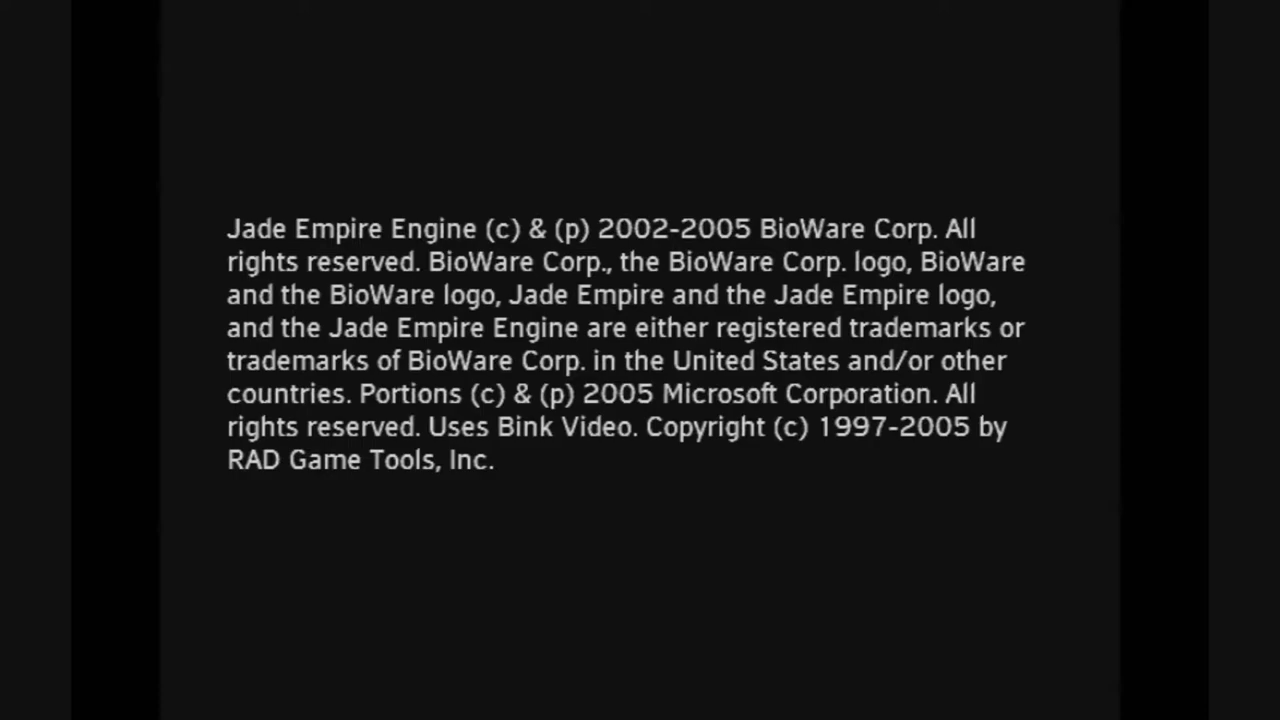 Jade Empire Engine (c) & (p) 2002-2005 BioWare Corp. All
rights reserved. BioWare Corp., the BioWare Corp. logo, BioWare
and the BioWare logo, Jade Empire and the Jade Empire logo,
and the Jade Empire Engine are either registered trademarks or
trademarks of BioWare Corp. in the United States and/or other
countries. Portions (c) & (p) 2005 Microsoft Corporation. All
rights reserved. Uses Bink Video. Copyright (c) 1997-2005 by
RAD Game Tools, Inc.